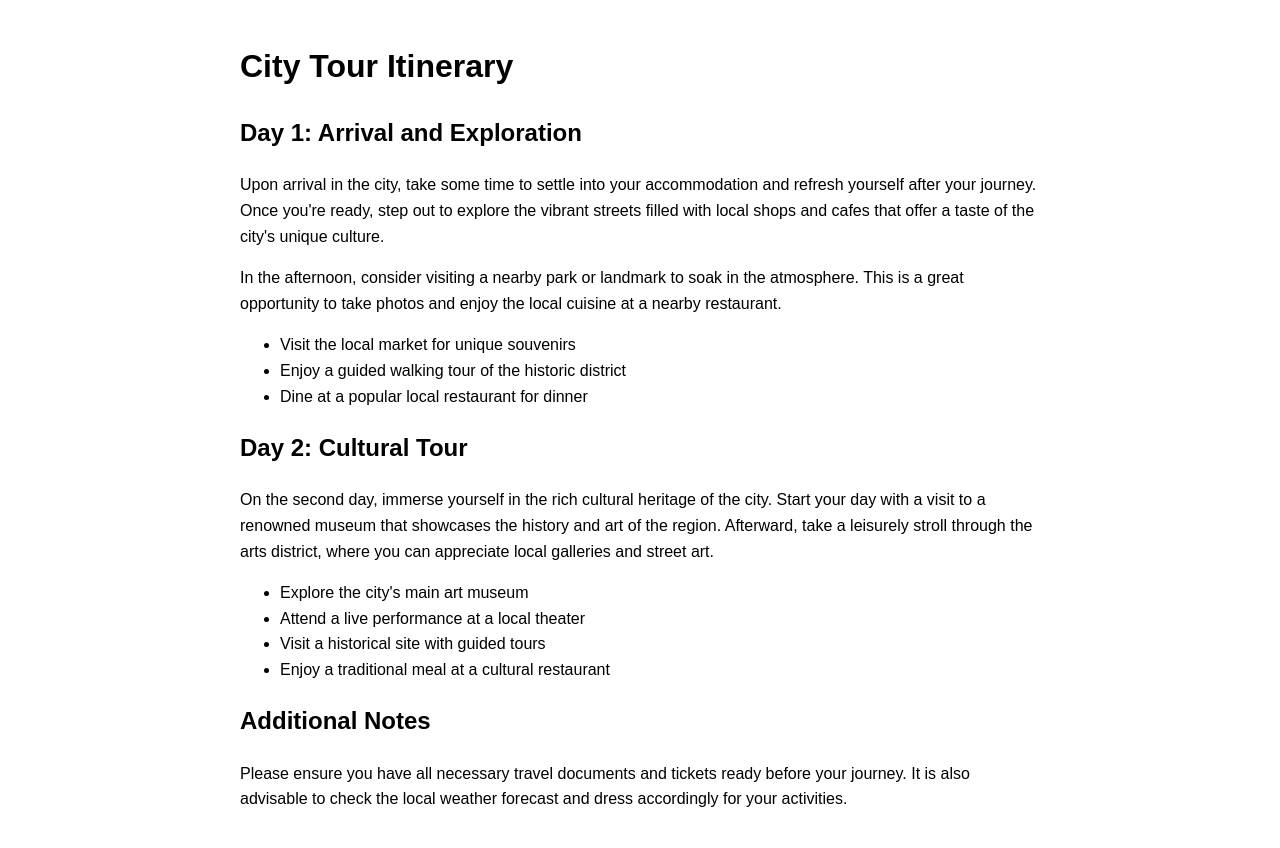 City Tour Itinerary
Day 1: Arrival and Exploration
Upon arrival in the city, take some time to settle into your accommodation and refresh yourself after your journey.
Once you're ready, step out to explore the vibrant streets filled with local shops and cafes that offer a taste of the
city's unique culture.
In the afternoon, consider visiting a nearby park or landmark to soak in the atmosphere. This is a great
opportunity to take photos and enjoy the local cuisine at a nearby restaurant.
• Visit the local market for unique souvenirs
• Enjoy a guided walking tour of the historic district
• Dine at a popular local restaurant for dinner
Day 2: Cultural Tour
On the second day, immerse yourself in the rich cultural heritage of the city. Start your day with a visit to a
renowned museum that showcases the history and art of the region. Afterward, take a leisurely stroll through the
arts district, where you can appreciate local galleries and street art.
• Explore the city's main art museum
• Attend a live performance at a local theater
• Visit a historical site with guided tours
• Enjoy a traditional meal at a cultural restaurant
Additional Notes
Please ensure you have all necessary travel documents and tickets ready before your journey. It is also
advisable to check the local weather forecast and dress accordingly for your activities.